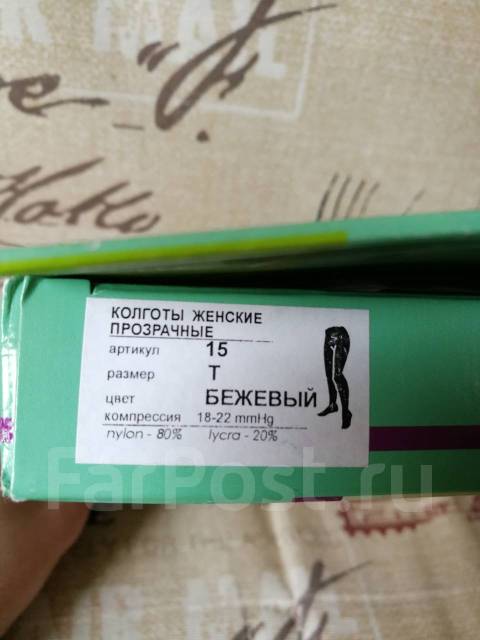 КОЛГОТЫ ЖЕНСКИЕ
ПРОЗРАЧНЫЕ
артикул 15
размер Т
цвет БЕЖЕВЫЙ
компрессия 18-22 mmHg
nylon - 80% lycra - 20%
FarPost.ru